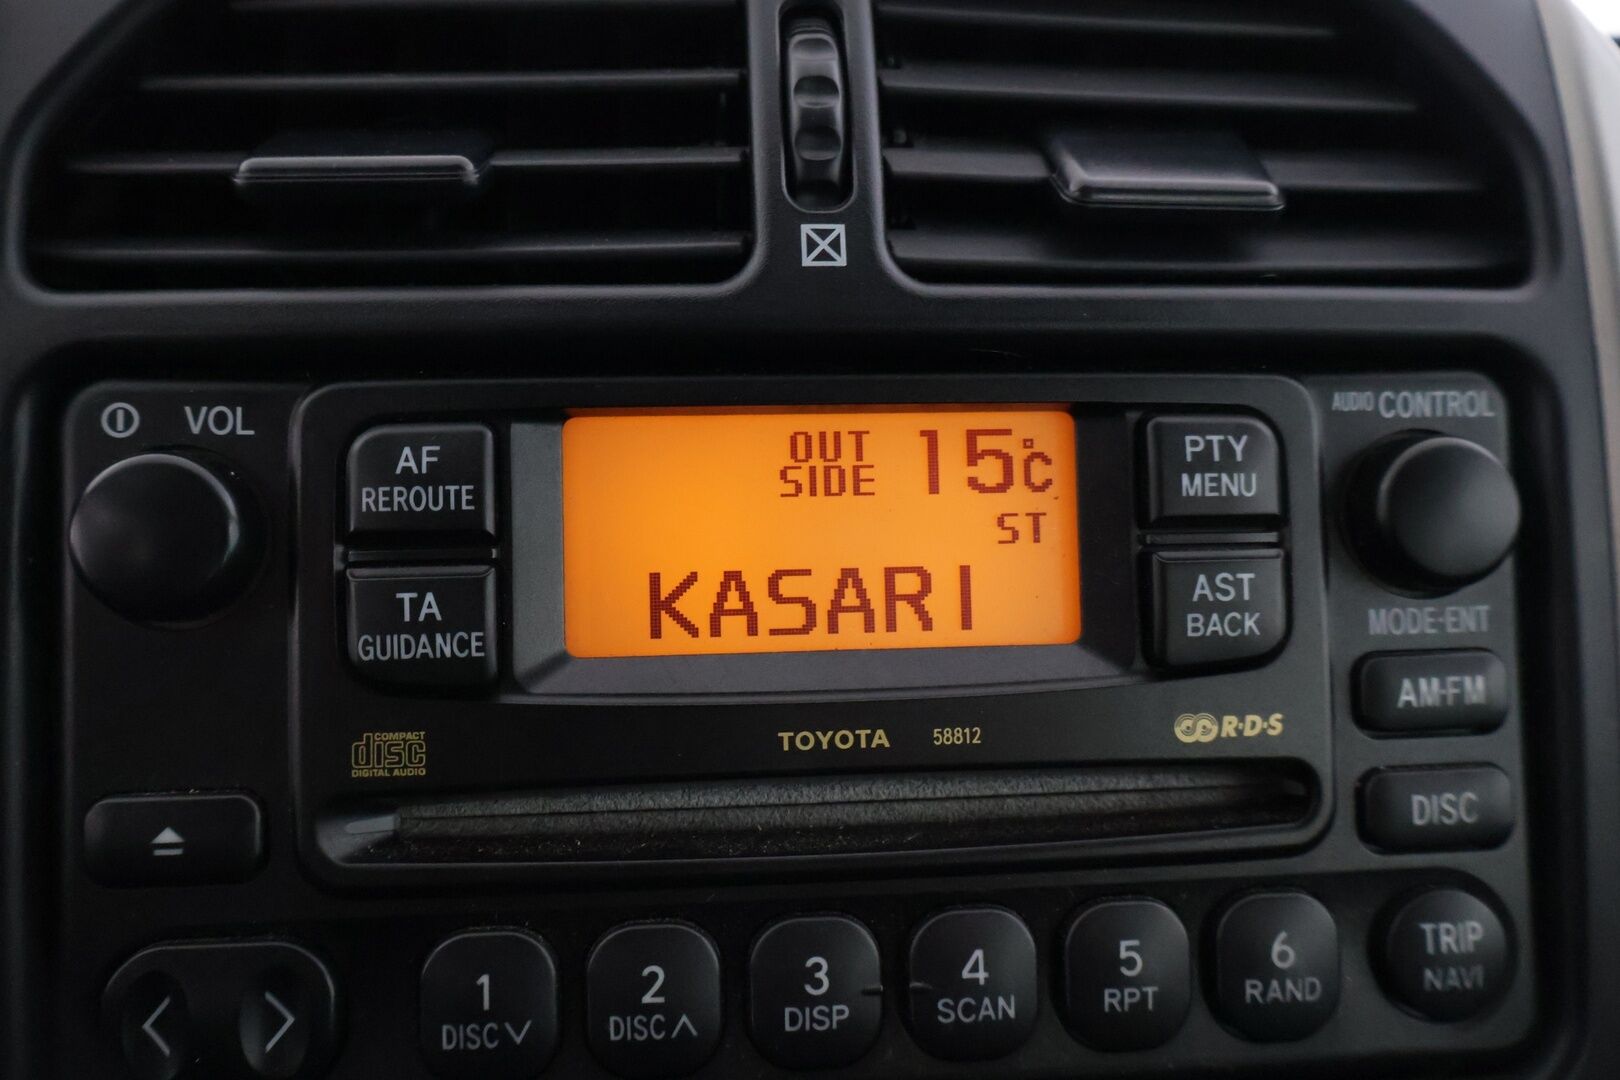 VOL
AUDIO CONTROL
AF
REROUTE
OUT
SIDE
15°C
PTY
MENU
ST
TA
GUIDANCE
KASARI
AST
BACK
MODE-ENT
AM-FM
COMPACT
disc
DIGITAL AUDIO
TOYOTA 58812
R·D·S
DISC
1
DISC ∨
2
DISC ∧
3
DISP
4
SCAN
5
RPT
6
RAND
TRIP
NAVI